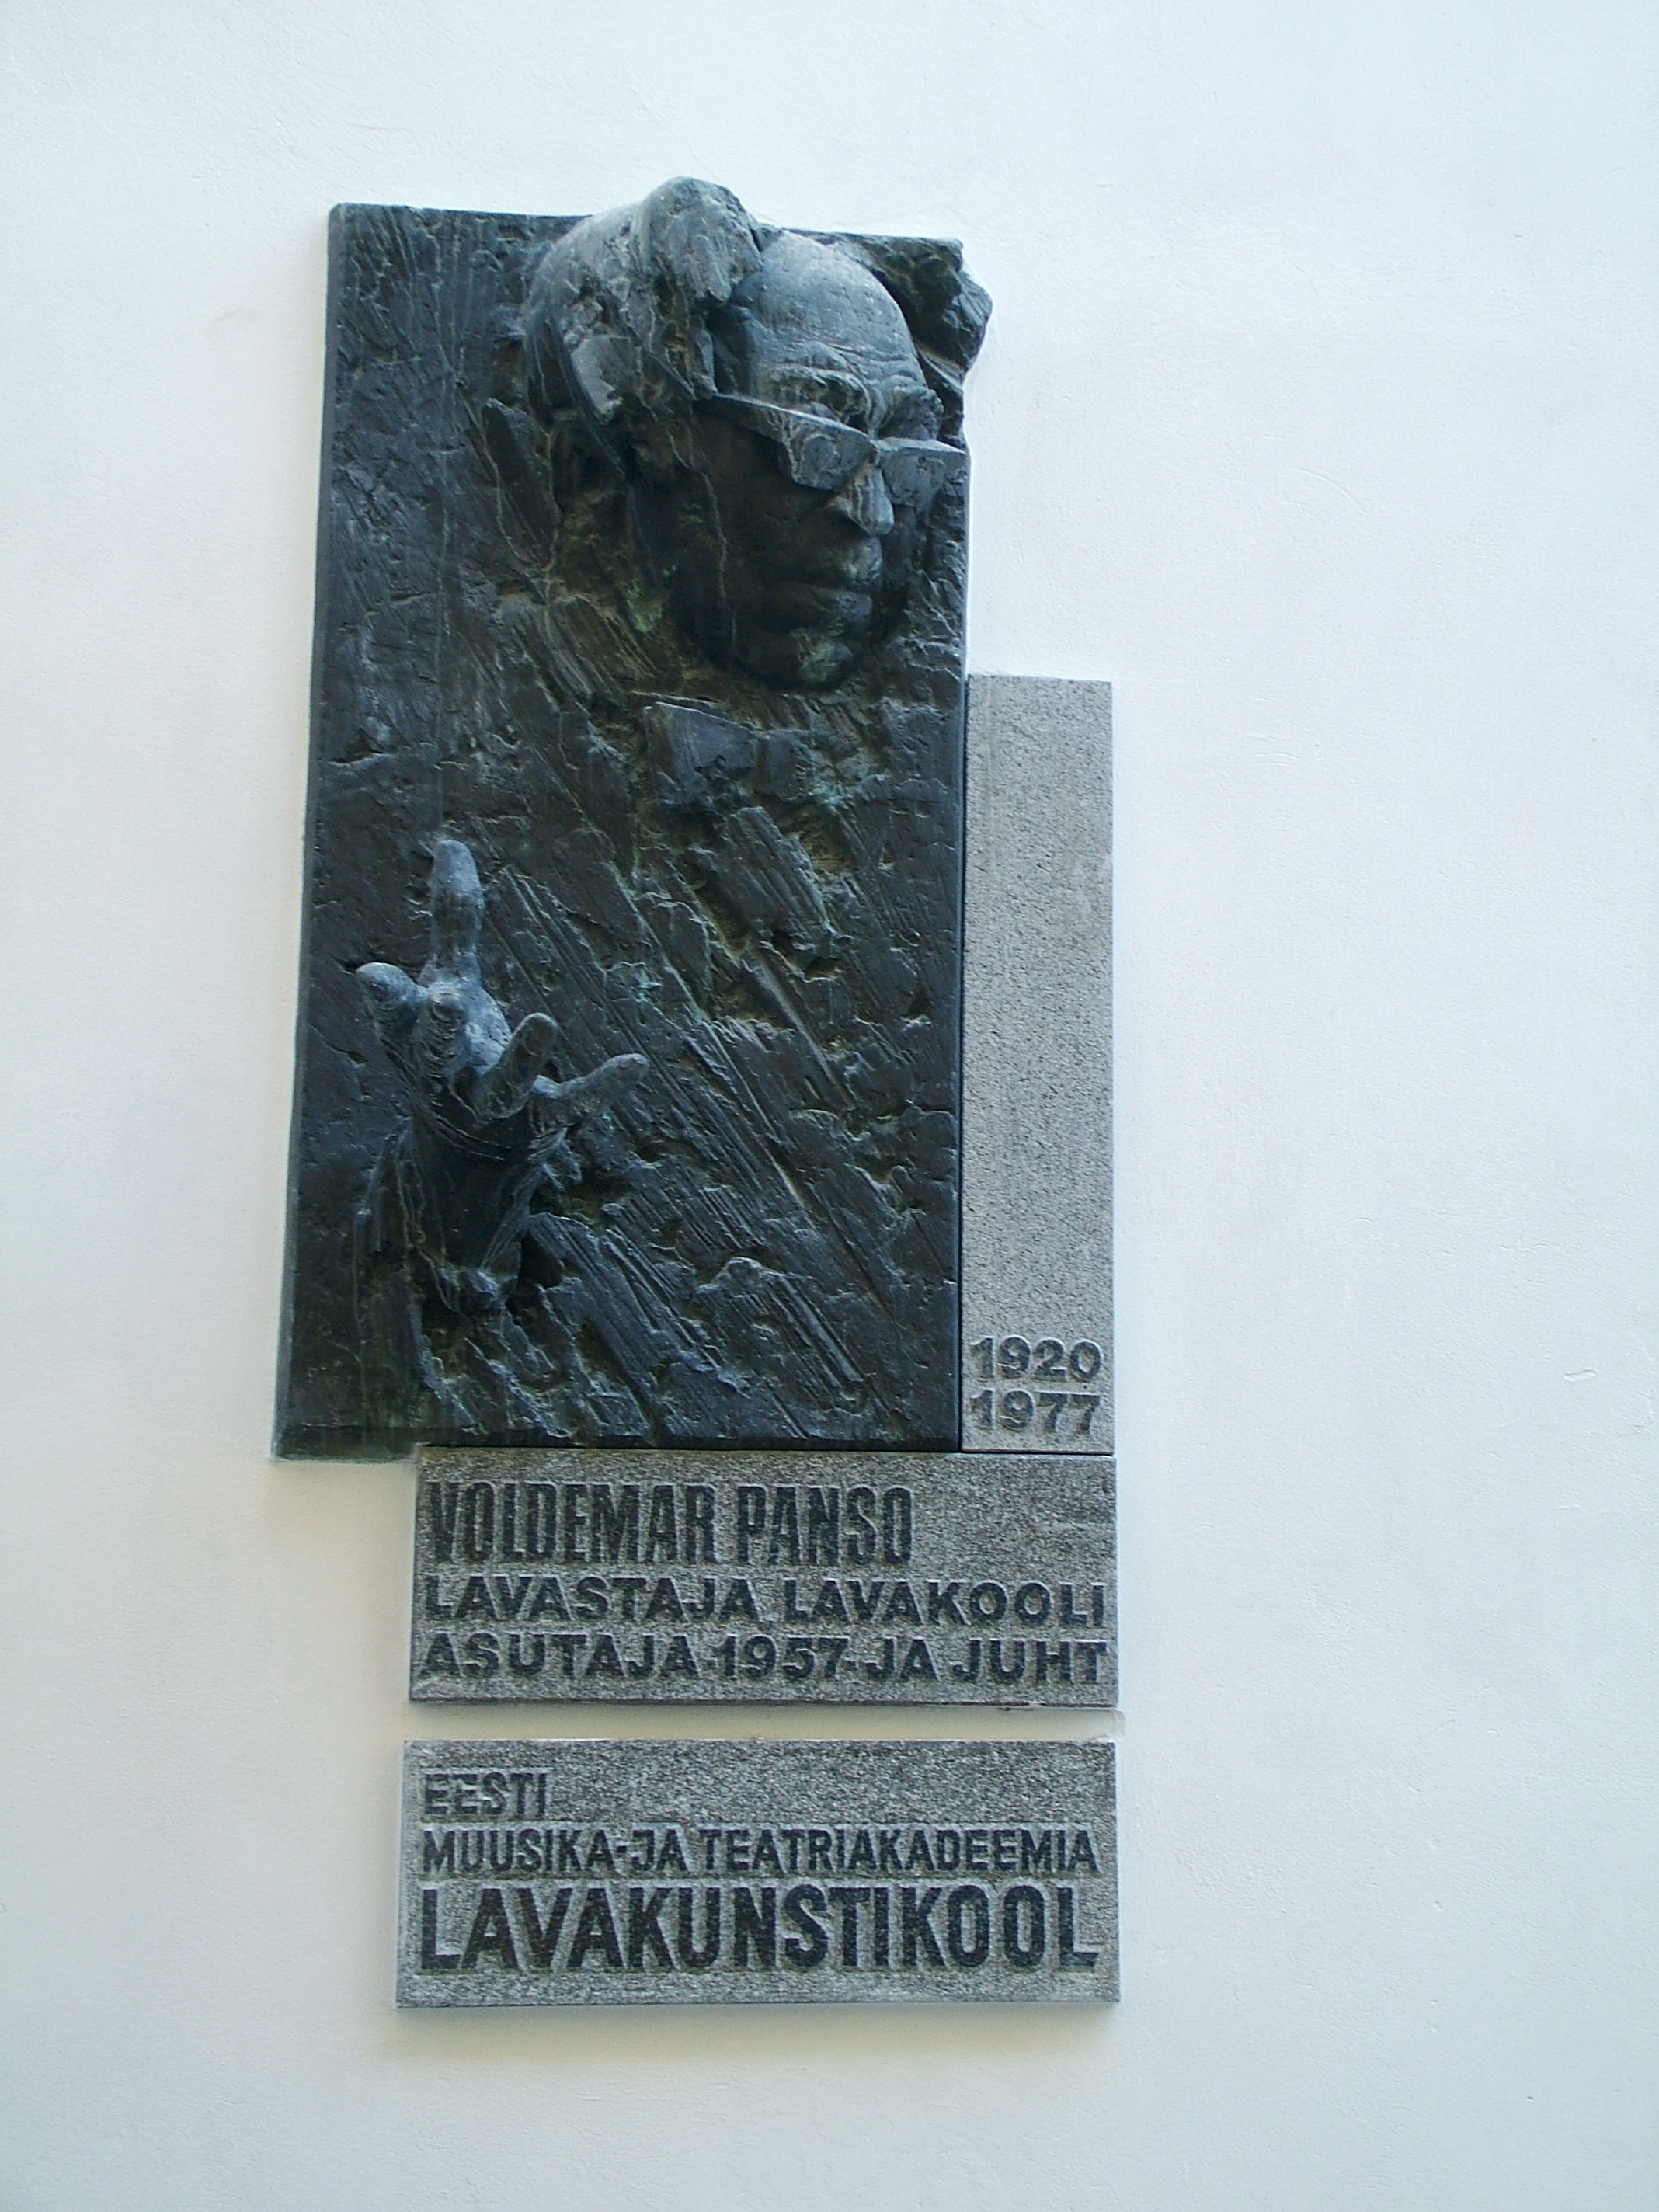 1920
1977
VOLDEMAR PANSO
LAVASTAJA, LAVAKOOLI
ASUTAJA-1957-JA JUHT
EESTI
MUUSIKA-JA TEATRIAKADEEMIA
LAVAKUNSTIKOOL